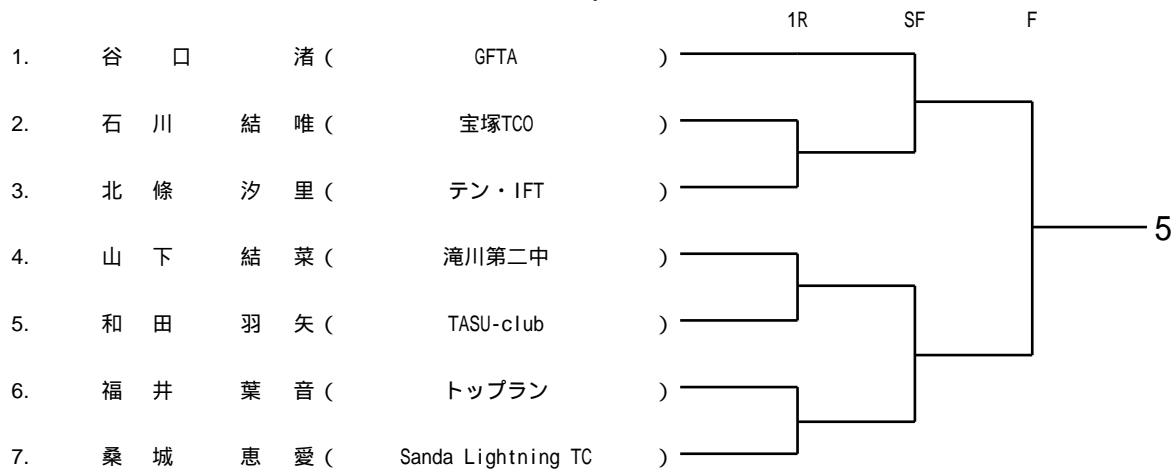 1R SF F
1. 谷 口 渚 ( GFTA )
2. 石 川 結 唯 ( 宝塚TCO )
3. 北 條 汐 里 ( テン・IFT )
4. 山 下 結 菜 ( 滝川第二中 )
5
5. 和 田 羽 矢 ( TASU-club )
6. 福 井 葉 音 ( トップラン )
7. 桑 城 恵 愛 ( Sanda Lightning TC )